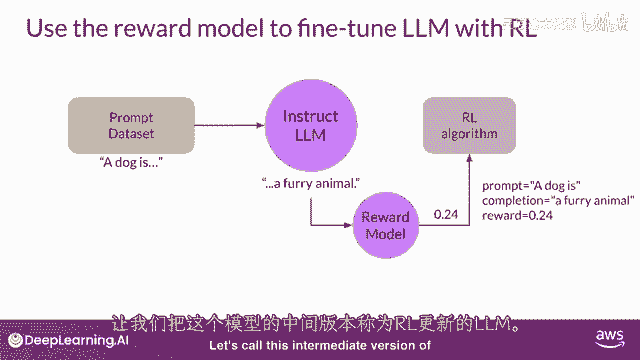 Use the reward model to fine-tune LLM with RL
Prompt
Dataset
"A dog is..."
Instruct
LLM
"...a furry animal."
Reward
Model
0.24
RL
algorithm
prompt="A dog is"
completion="a furry animal"
reward=0.24
让我们把这个模型的中间版本称为RL更新的LLM。
DeepLearning.AI
Let's call this intermediate version of
aws